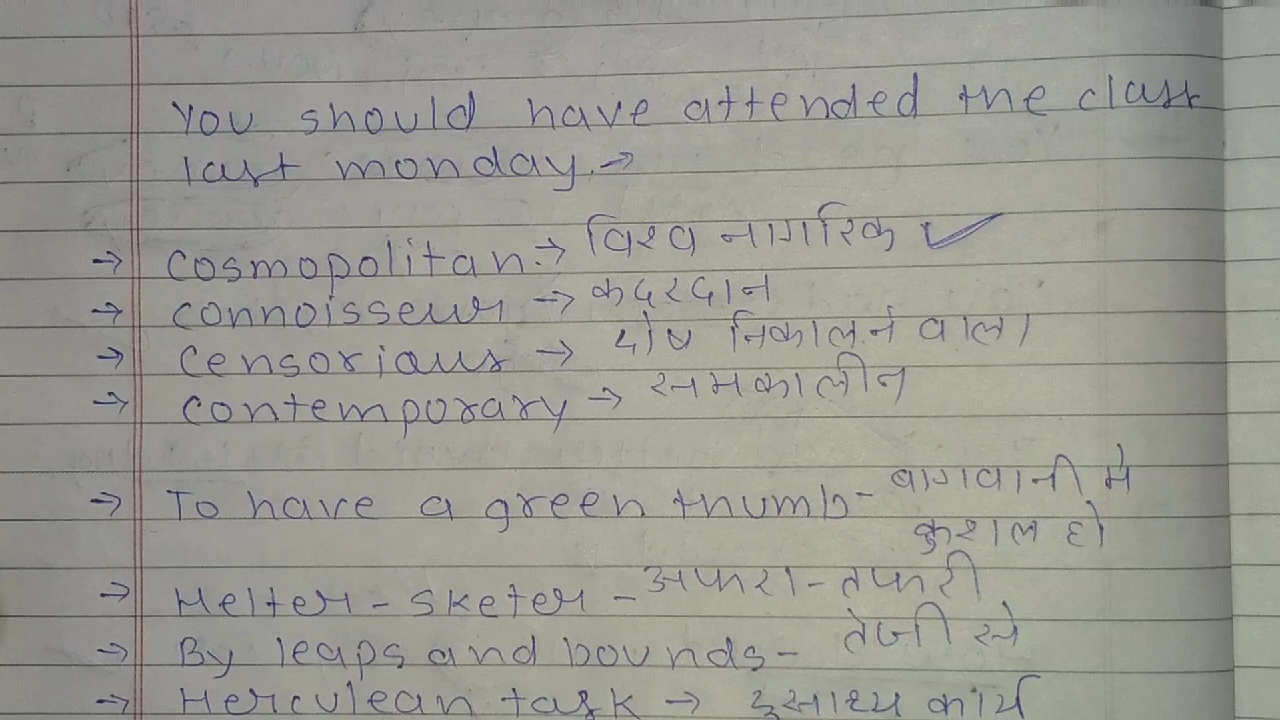 You should have attended the class
last monday. →
→ cosmopolitan. → विश्व नागरिक ✓
→ connoisseur → कदरदान
→ censorious → दोष निकालने वाला
→ contemporary → समकालीन
→ To have a green thumb - बागवानी मे
कुशल हो
→ Helter - sketer - अफरा - तफरी
→ By leaps and bounds - तेजी से
→ Herculean task → दुसाध्य कार्य